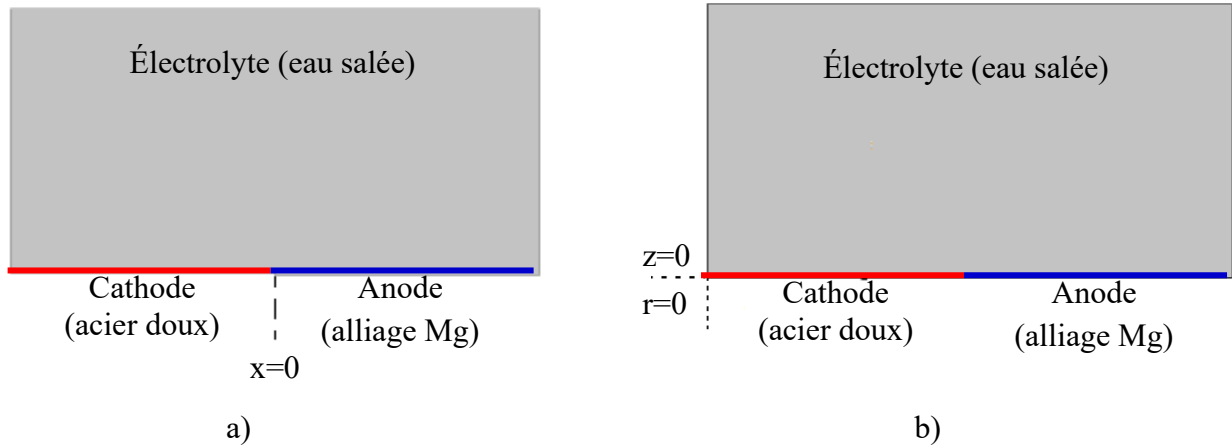 Électrolyte (eau salée)
Cathode
(acier doux)
Anode
(alliage Mg)
x=0
a)
Électrolyte (eau salée)
z=0
r=0
Cathode
(acier doux)
Anode
(alliage Mg)
b)